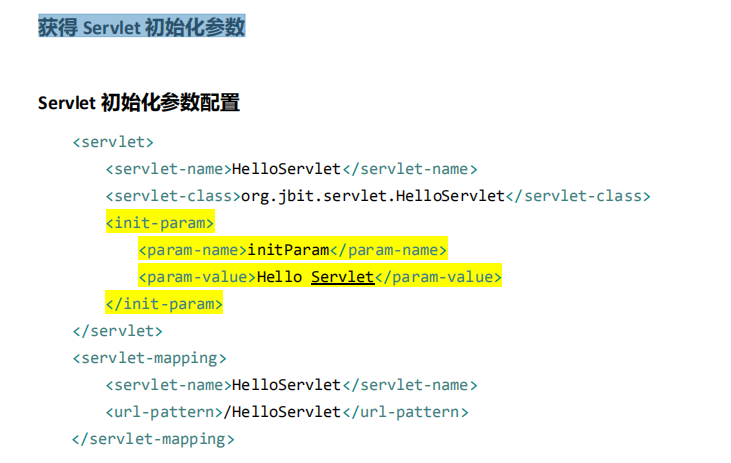 获得 Servlet 初始化参数
Servlet 初始化参数配置
<servlet>
<servlet-name>HelloServlet</servlet-name>
<servlet-class>org.jbit.servlet.HelloServlet</servlet-class>
<init-param>
<param-name>initParam</param-name>
<param-value>Hello Servlet</param-value>
</init-param>
</servlet>
<servlet-mapping>
<servlet-name>HelloServlet</servlet-name>
<url-pattern>/HelloServlet</url-pattern>
</servlet-mapping>